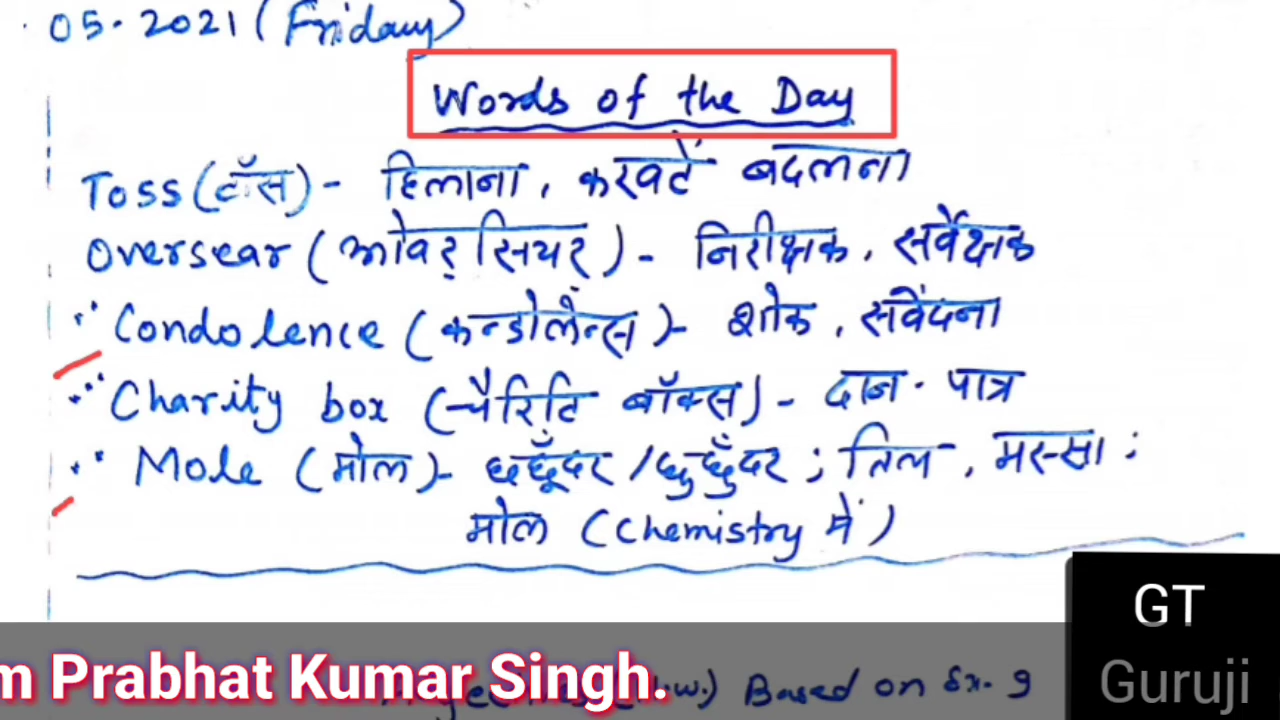 05-2021 (Friday)
Words of the Day
Toss (टॉस) - हिलाना, करवटें बदलना
Oversear (ओवरसियर) - निरीक्षक, सर्वेक्षक
Condolence (कन्डोलेन्स) - शोक, संवेदना
Charity box (चैरिटि बॉक्स) - दान-पात्र
Mole (मोल) - छछूँदर / छुछुँदर ; तिल, मस्सा ;
मोल (Chemistry में)
GT
Guruji
m Prabhat Kumar Singh.
Based on Ex-9